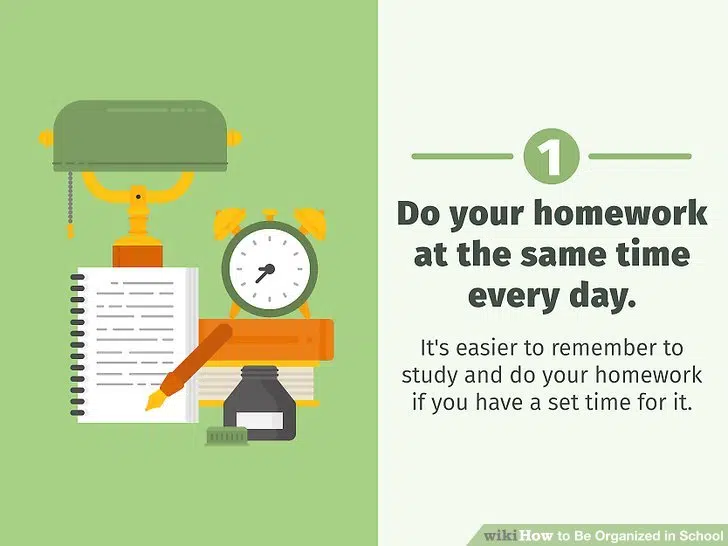 1
Do your homework
at the same time
every day.
It's easier to remember to
study and do your homework
if you have a set time for it.
wikiHow to Be Organized in School